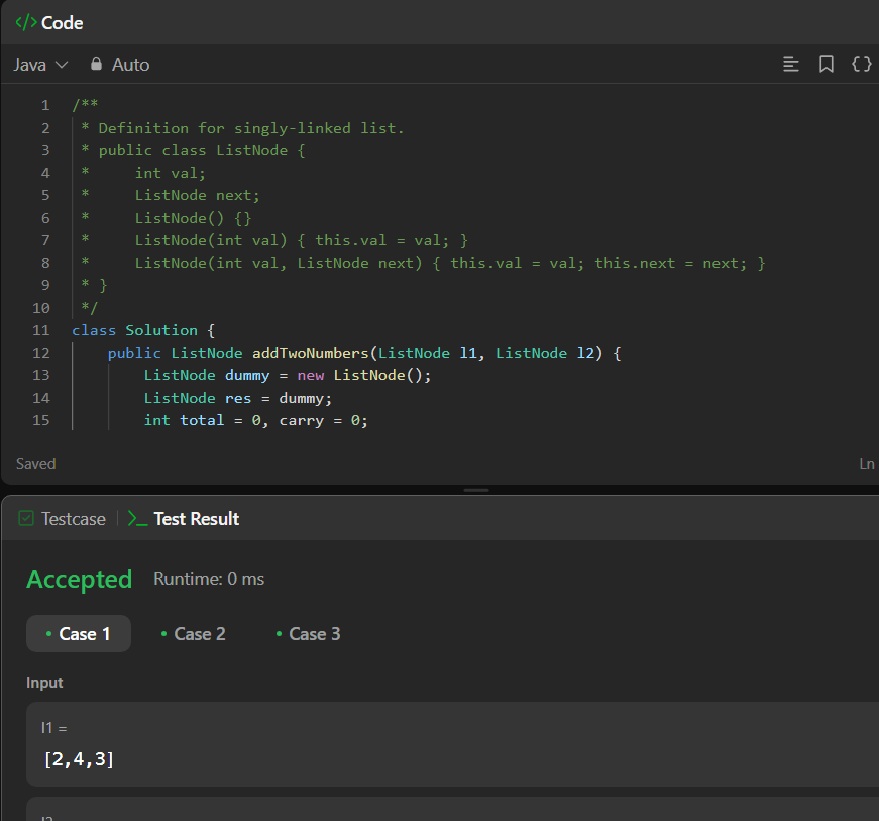 </> Code
Java Auto
1 /**
2  * Definition for singly-linked list.
3  * public class ListNode {
4  *     int val;
5  *     ListNode next;
6  *     ListNode() {}
7  *     ListNode(int val) { this.val = val; }
8  *     ListNode(int val, ListNode next) { this.val = val; this.next = next; }
9  * }
10  */
11 class Solution {
12     public ListNode addTwoNumbers(ListNode l1, ListNode l2) {
13         ListNode dummy = new ListNode();
14         ListNode res = dummy;
15         int total = 0, carry = 0;
Saved Ln
Testcase | >_ Test Result
Accepted Runtime: 0 ms
• Case 1 • Case 2 • Case 3
Input
l1 =
[2,4,3]